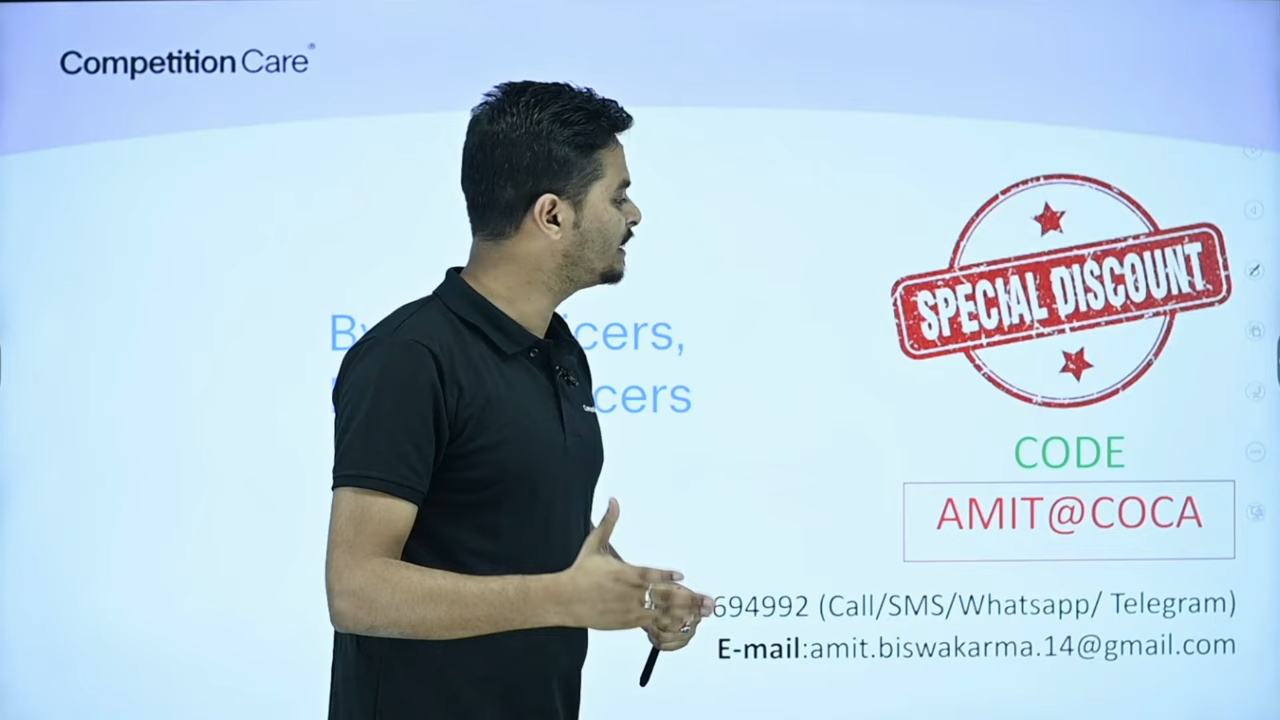 Competition Care
cers,
cers
SPECIAL DISCOUNT
CODE
AMIT@COCA
694992 (Call/SMS/Whatsapp/ Telegram)
E-mail:amit.biswakarma.14@gmail.com